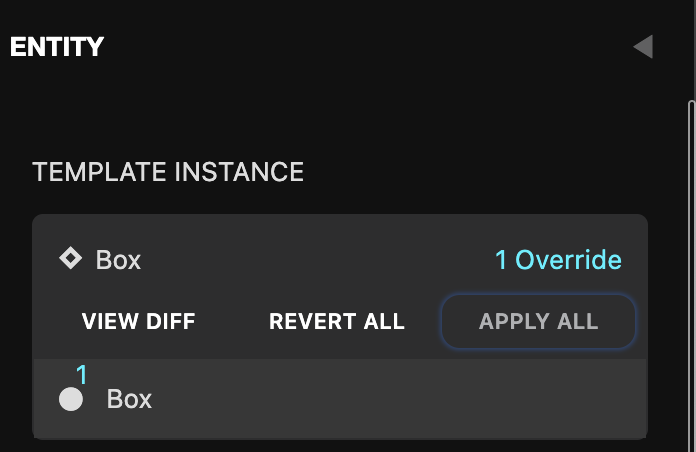 ENTITY
TEMPLATE INSTANCE
Box 1 Override
VIEW DIFF REVERT ALL APPLY ALL
1
Box